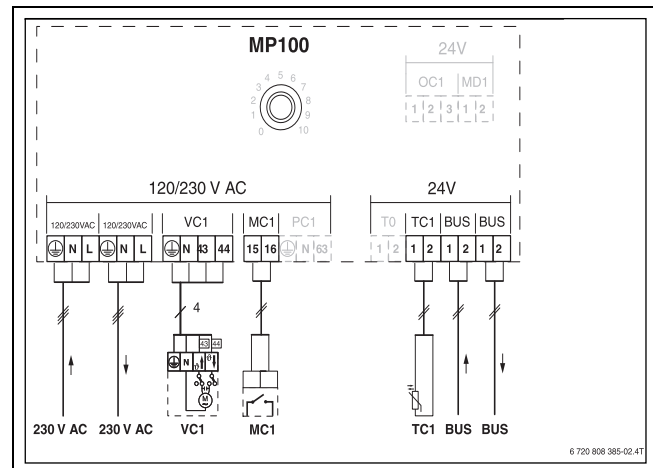 MP100
24V
OC1 MD1
1 2 3 1 2
0 1 2 3 4 5 6 7 8 9 10
120/230 V AC 24V
120/230VAC 120/230VAC VC1 MC1 PC1 T0 TC1 BUS BUS
N L N L N 43 44 15 16 N 63 1 2 1 2 1 2 1 2
4
43 44
N
M
230 V AC 230 V AC VC1 MC1 TC1 BUS BUS
6 720 808 385-02.4T